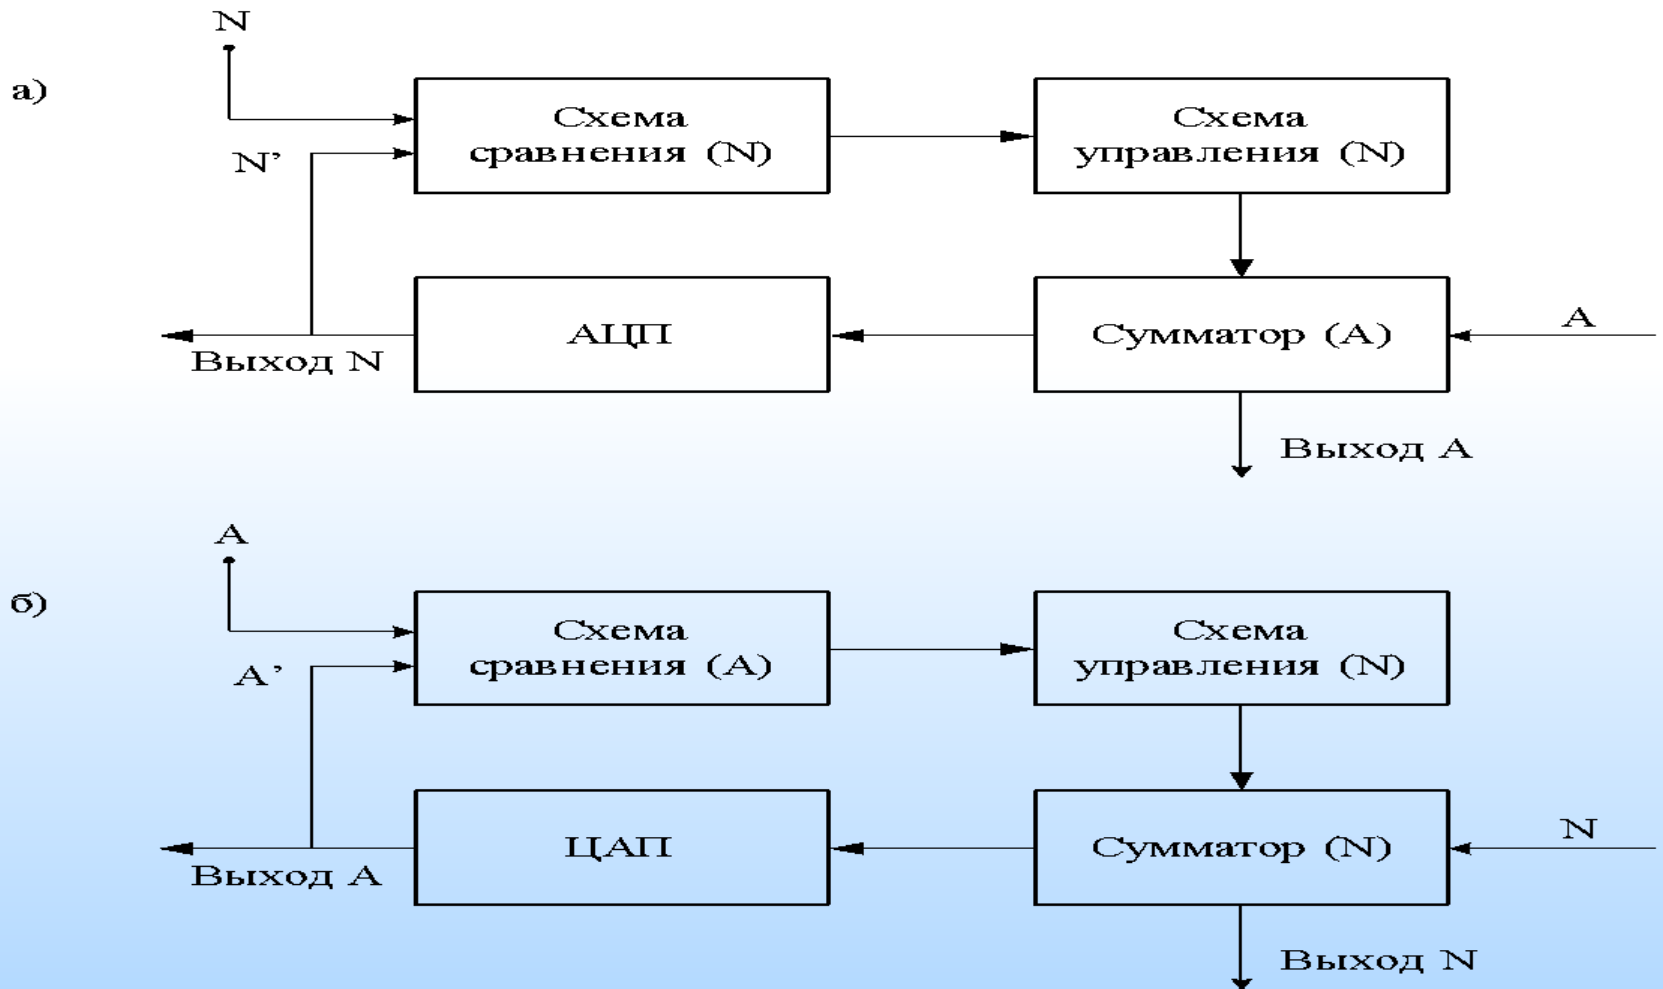 N
а)
Схема
сравнения (N)
Схема
управления (N)
N’
АЦП
Сумматор (А)
А
Выход N
Выход А
А
б)
Схема
сравнения (А)
Схема
управления (N)
А’
ЦАП
Сумматор (N)
N
Выход А
Выход N